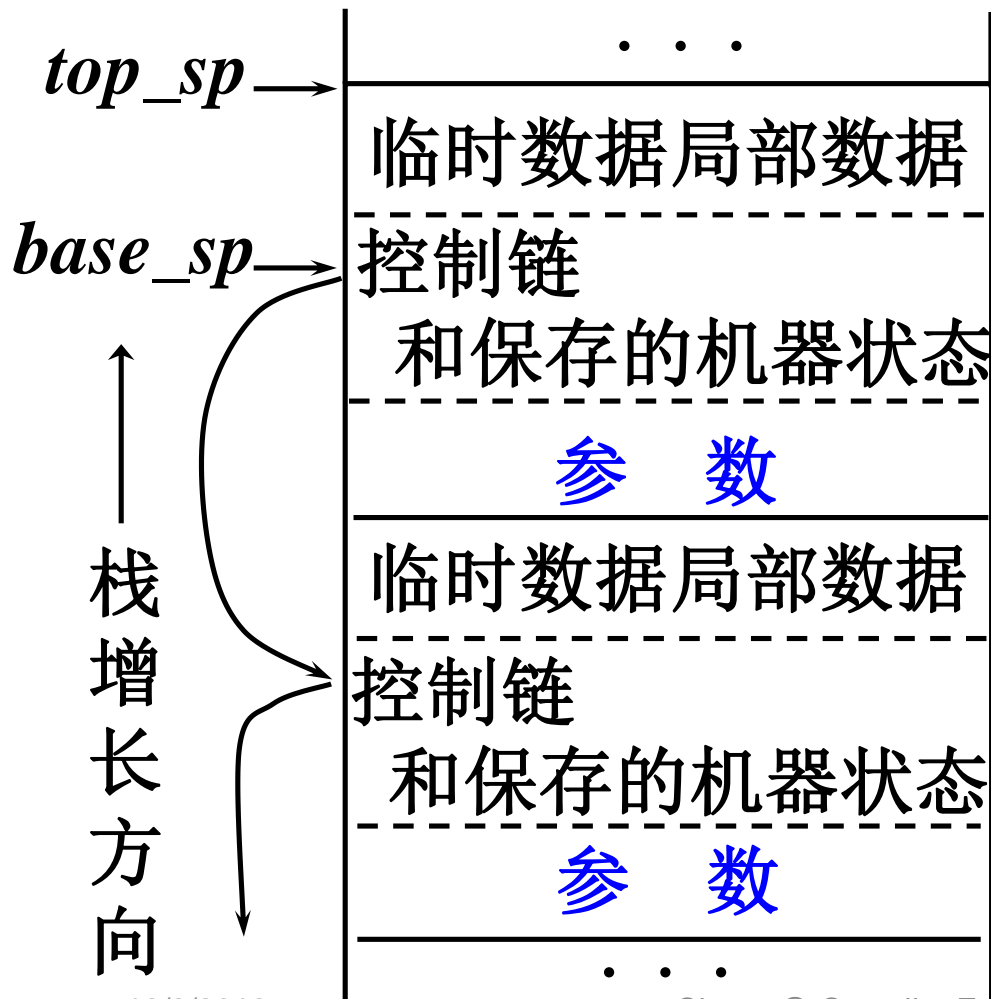 . . .
top_sp
临时数据局部数据
base_sp
控制链
和保存的机器状态
参 数
栈增长方向
临时数据局部数据
控制链
和保存的机器状态
参 数
. . .